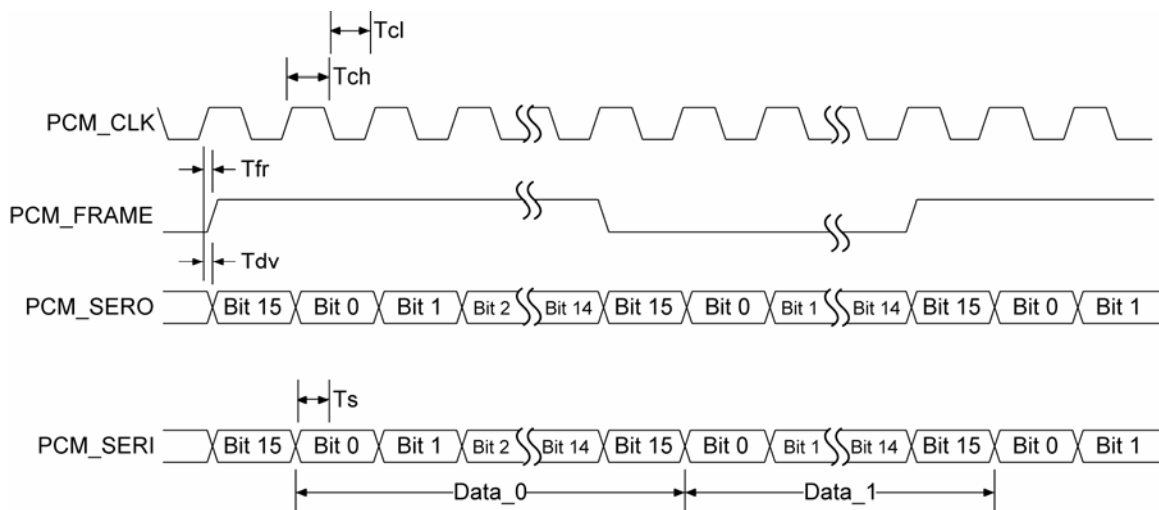 Tcl
Tch
PCM_CLK
Tfr
PCM_FRAME
Tdv
PCM_SERO Bit 15 Bit 0 Bit 1 Bit 2 Bit 14 Bit 15 Bit 0 Bit 1 Bit 14 Bit 15 Bit 0 Bit 1
Ts
PCM_SERI Bit 15 Bit 0 Bit 1 Bit 2 Bit 14 Bit 15 Bit 0 Bit 1 Bit 14 Bit 15 Bit 0 Bit 1
Data_0 Data_1